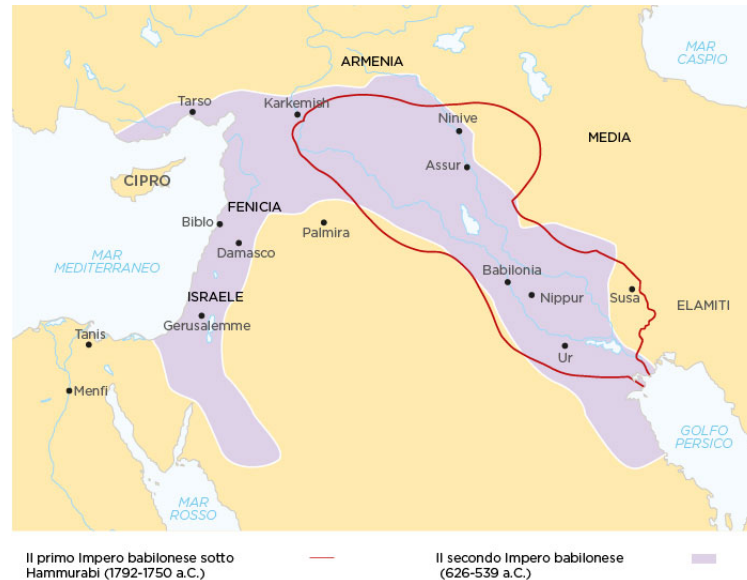 MAR
CASPIO
ARMENIA
Tarso
Karkemish
Ninive
MEDIA
Assur
CIPRO
FENICIA
Biblo
Palmira
MAR
MEDITERRANEO
Damasco
Babilonia
Nippur
Susa
ELAMITI
ISRAELE
Gerusalemme
Tanis
Ur
Menfi
GOLFO
PERSICO
MAR
ROSSO
Il primo Impero babilonese sotto
Hammurabi (1792-1750 a.C.)
Il secondo Impero babilonese
(626-539 a.C.)